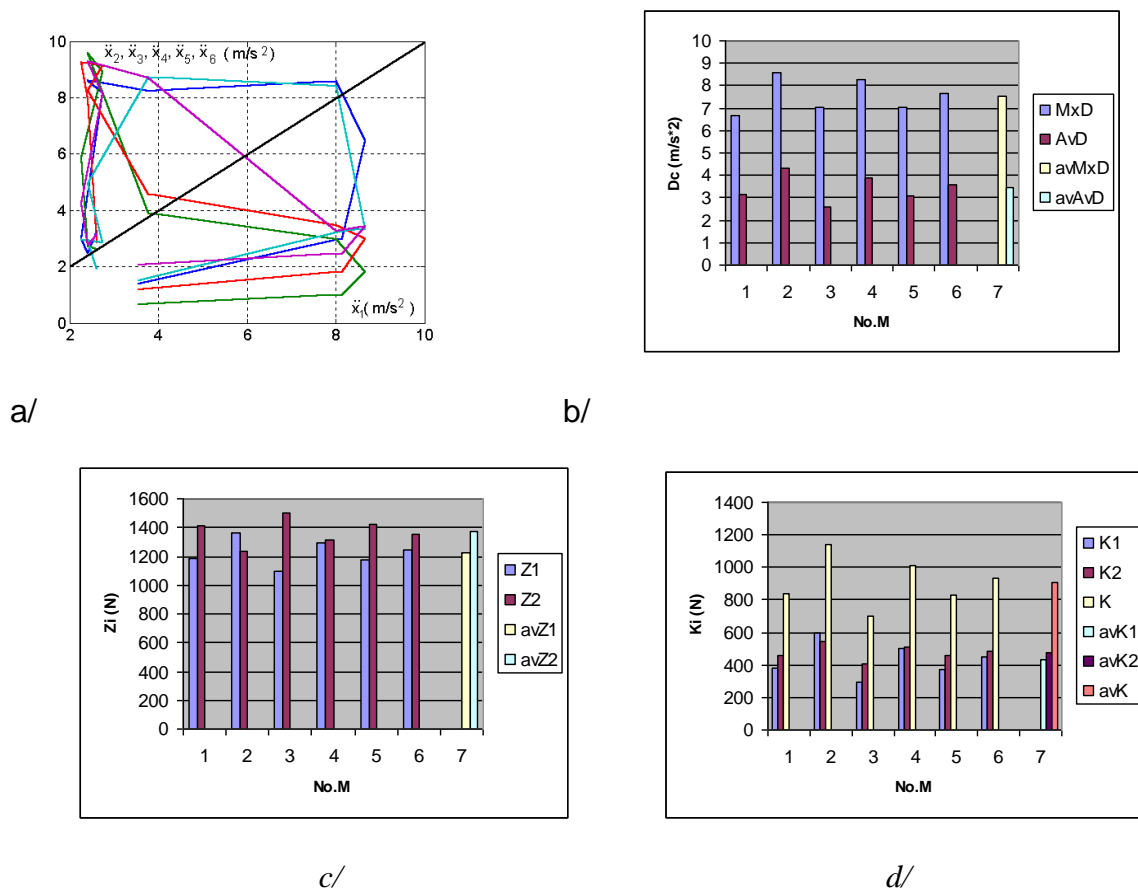 ẍ2, ẍ3, ẍ4, ẍ5, ẍ6 (m/s2)
10
8
6
4
2
0
2 4 6 8 10
ẍ1(m/s2)
a/
Dc (m/s*2)
10
9
8
7
6
5
4
3
2
1
0
1 2 3 4 5 6 7
No.M
MxD
AvD
avMxD
avAvD
b/
Zi (N)
1600
1400
1200
1000
800
600
400
200
0
1 2 3 4 5 6 7
No.M
Z1
Z2
avZ1
avZ2
c/
Ki (N)
1400
1200
1000
800
600
400
200
0
1 2 3 4 5 6 7
No.M
K1
K2
K
avK1
avK2
avK
d/